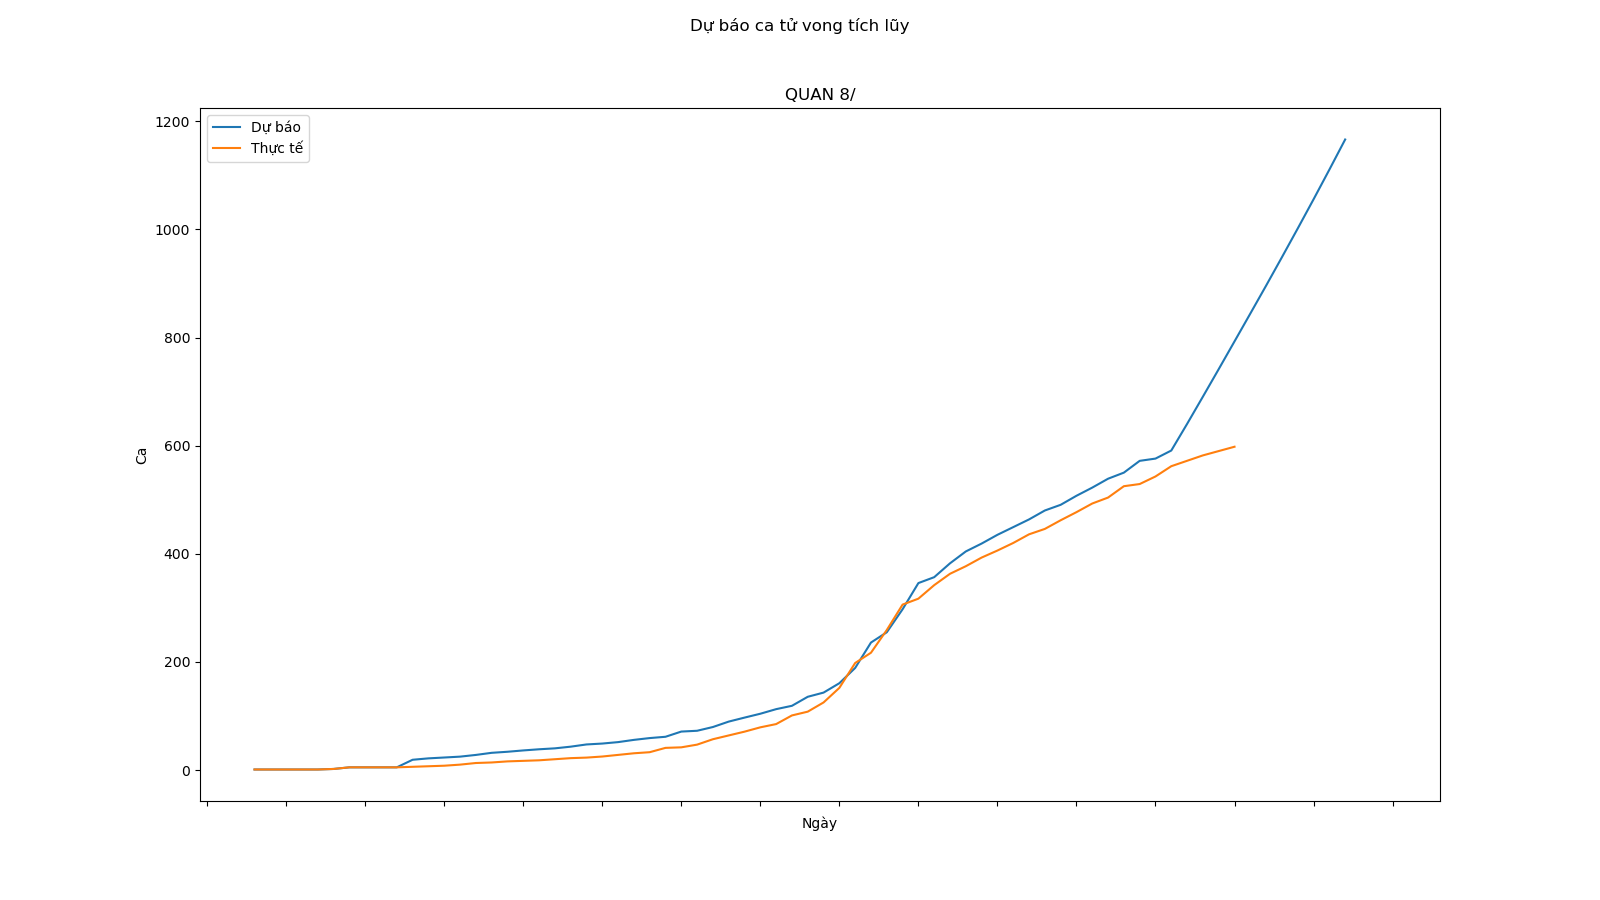 Dự báo ca tử vong tích lũy
QUAN 8/
Dự báo
Thực tế
1200
1000
800
600
400
200
0
Ca
Ngày